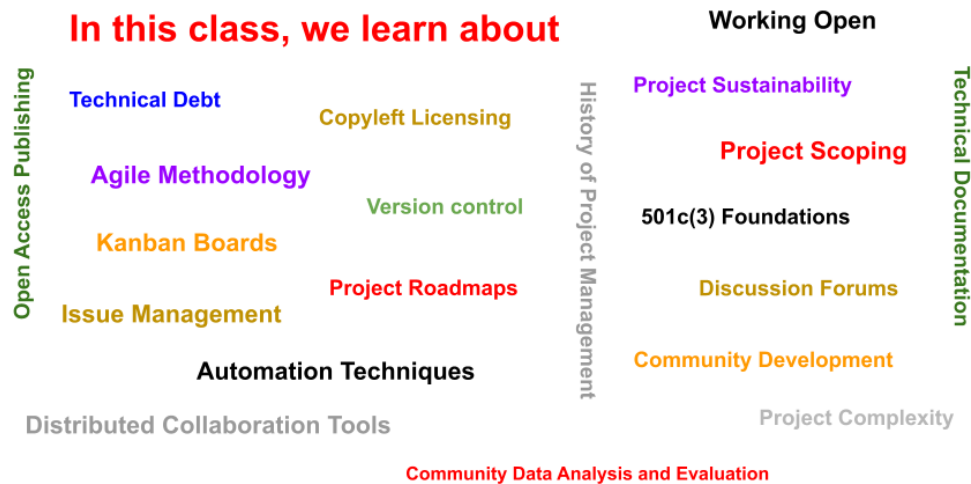 In this class, we learn about
Working Open
Open Access Publishing
Technical Debt
Copyleft Licensing
History of Project Management
Project Sustainability
Technical Documentation
Agile Methodology
Project Scoping
Version control
501c(3) Foundations
Kanban Boards
Project Roadmaps
Discussion Forums
Issue Management
Automation Techniques
Community Development
Distributed Collaboration Tools
Project Complexity
Community Data Analysis and Evaluation